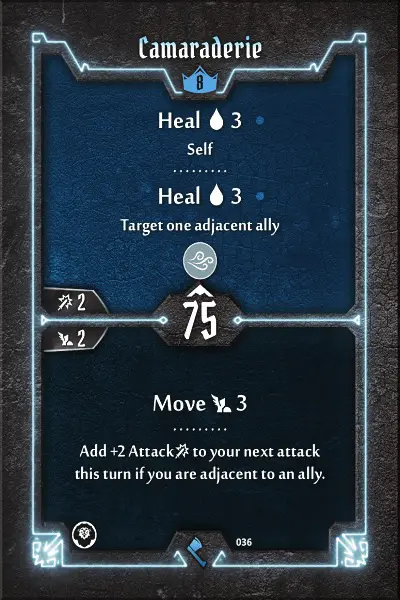 Camaraderie
8
Heal 3
Self
Heal 3
Target one adjacent ally
2
75
2
Move 3
Add +2 Attack to your next attack
this turn if you are adjacent to an ally.
036